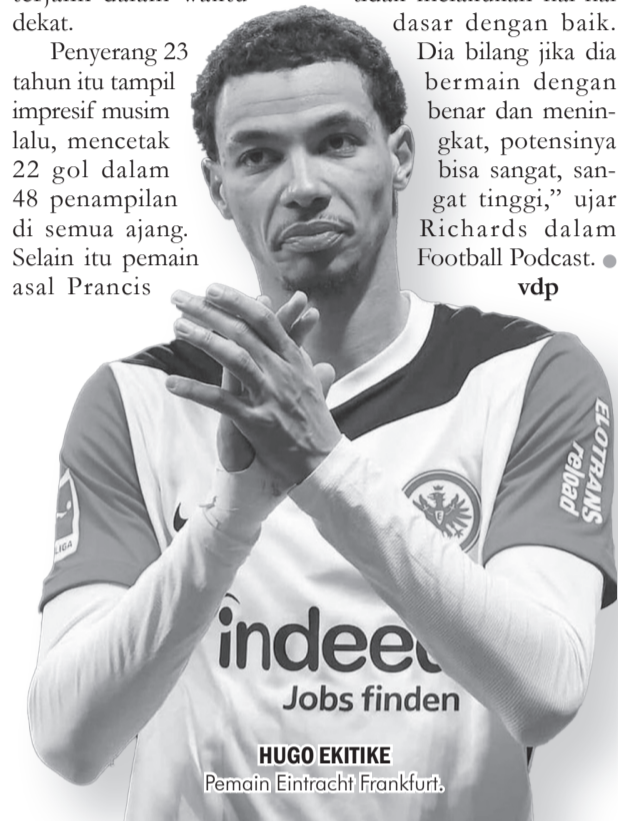 dekat.
Penyerang 23
tahun itu tampil
impresif musim
lalu, mencetak
22 gol dalam
48 penampilan
di semua ajang.
Selain itu pemain
asal Prancis
dasar dengan baik.
Dia bilang jika dia
bermain dengan
benar dan menin-
gkat, potensinya
bisa sangat, san-
gat tinggi,” ujar
Richards dalam
Football Podcast. ●
vdp
ELOTRANS
reload
LIGA
indeed
Jobs finden
HUGO EKITIKE
Pemain Eintracht Frankfurt.